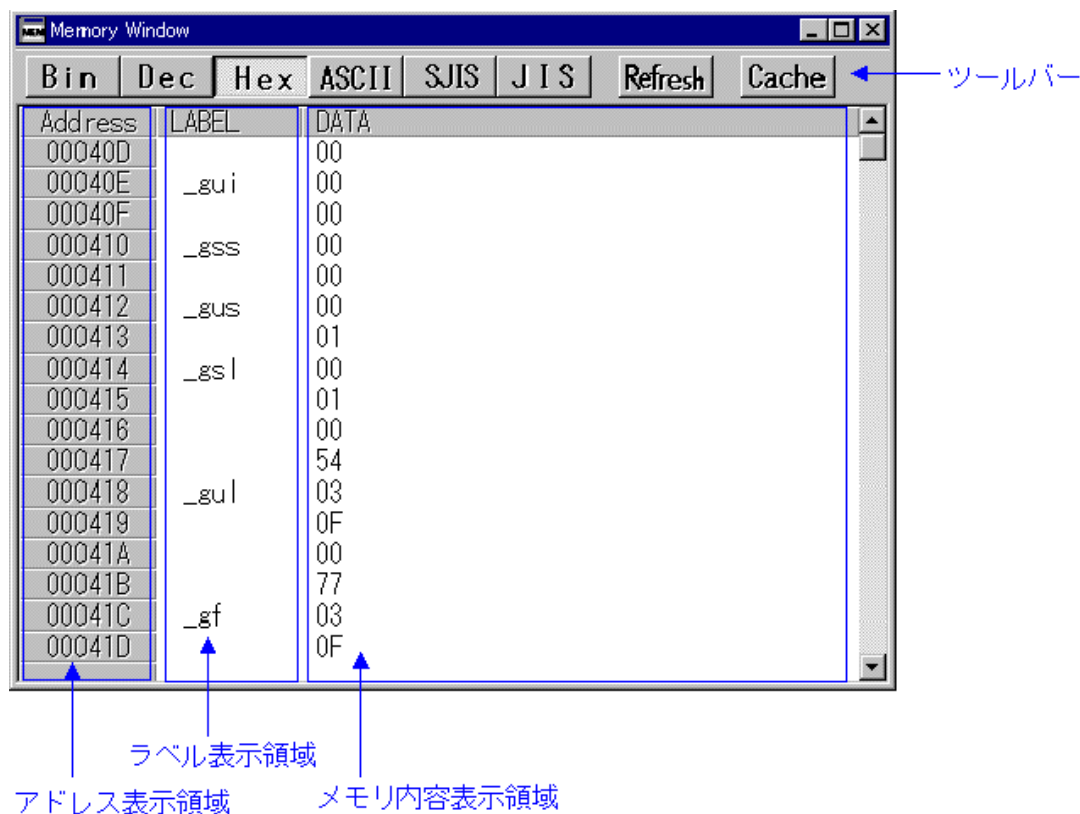 MEM Memory Window
Bin Dec Hex ASCII SJIS JIS Refresh Cache ツールバー
Address LABEL DATA
00040D 00
00040E _gui 00
00040F 00
000410 _gss 00
000411 00
000412 _gus 00
000413 01
000414 _gsl 00
000415 01
000416 00
000417 54
000418 _gul 03
000419 0F
00041A 00
00041B 77
00041C _gf 03
00041D 0F
ラベル表示領域
アドレス表示領域 メモリ内容表示領域